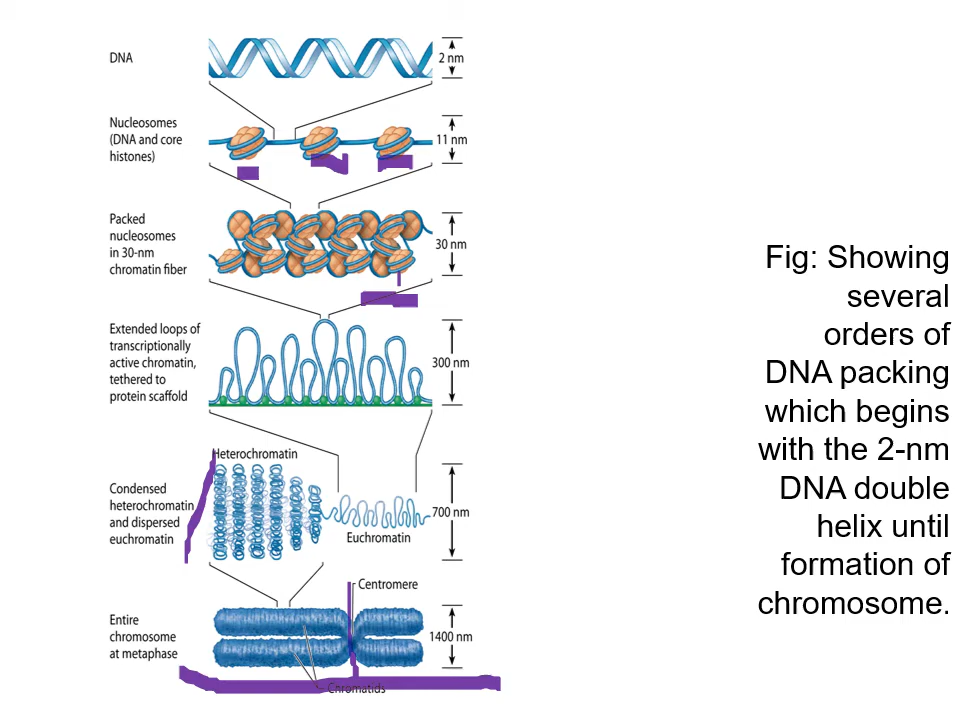 DNA
2 nm
Nucleosomes
(DNA and core
histones)
11 nm
Packed
nucleosomes
in 30-nm
chromatin fiber
30 nm
Extended loops of
transcriptionally
active chromatin,
tethered to
protein scaffold
300 nm
Heterochromatin
Condensed
heterochromatin
and dispersed
euchromatin
700 nm
Euchromatin
Centromere
Entire
chromosome
at metaphase
1400 nm
Chromatids
Fig: Showing
several
orders of
DNA packing
which begins
with the 2-nm
DNA double
helix until
formation of
chromosome.